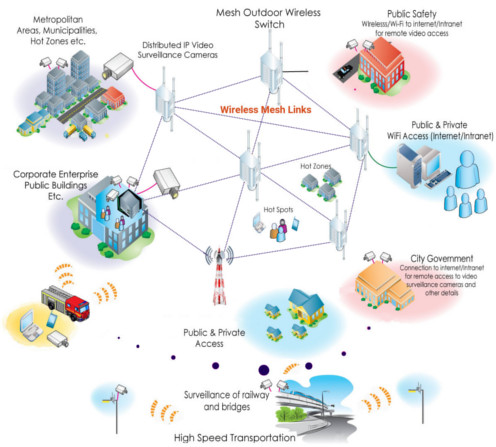 Metropolitan
Areas, Municipalities,
Hot Zones etc.
Distributed IP Video
Surveillance Cameras
Mesh Outdoor Wireless
Switch
Public Safety
Wirelesss/Wi-Fi to internet/Intranet
for remote video access
Wireless Mesh Links
Public & Private
WiFi Access (Internet/Intranet)
Corporate Enterprise
Public Buildings
Etc.
Hot Zones
Hot Spots
City Government
Connection to internet/Intranet
for remote access to video
surveillance cameras and
other details
Public & Private
Access
Surveillance of railway
and bridges
High Speed Transportation